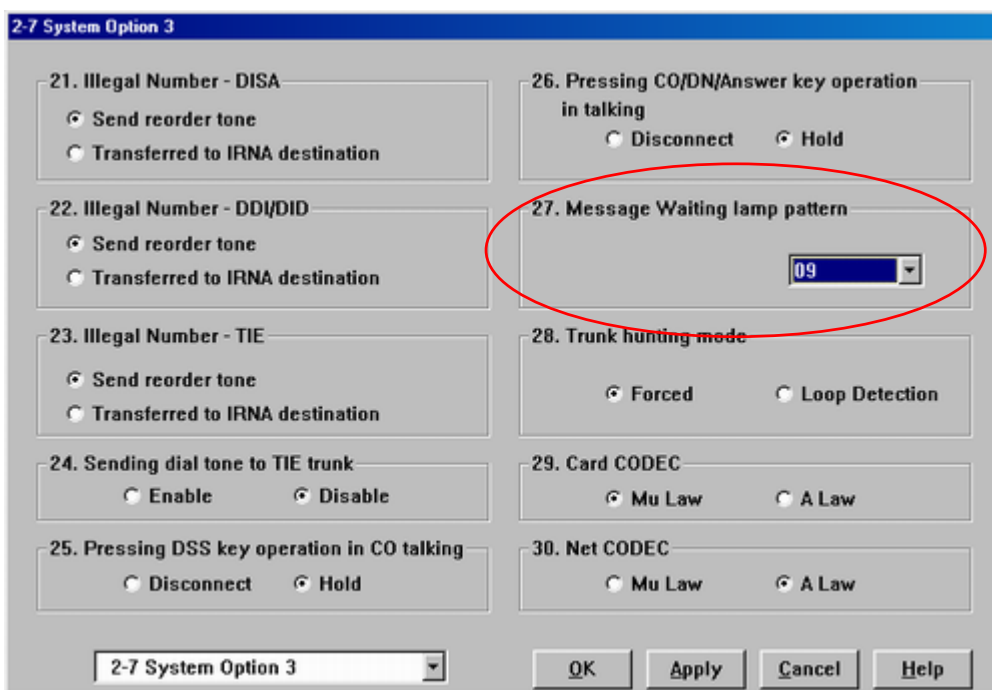 2-7 System Option 3
21. Illegal Number - DISA
Send reorder tone
Transferred to IRNA destination
22. Illegal Number - DDI/DID
Send reorder tone
Transferred to IRNA destination
23. Illegal Number - TIE
Send reorder tone
Transferred to IRNA destination
24. Sending dial tone to TIE trunk
Enable Disable
25. Pressing DSS key operation in CO talking
Disconnect Hold
26. Pressing CO/DN/Answer key operation
in talking
Disconnect Hold
27. Message Waiting lamp pattern
09
28. Trunk hunting mode
Forced Loop Detection
29. Card CODEC
Mu Law A Law
30. Net CODEC
Mu Law A Law
2-7 System Option 3
OK Apply Cancel Help